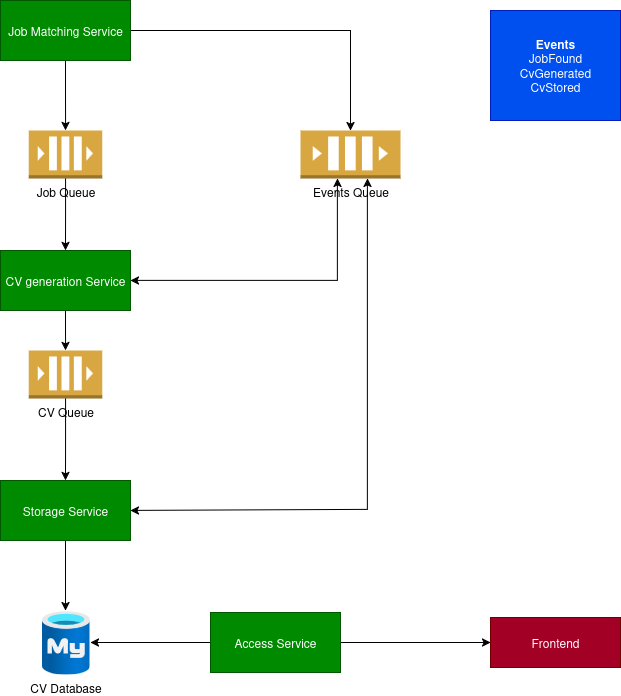 Job Matching Service
Events
JobFound
CvGenerated
CvStored
Job Queue
Events Queue
CV generation Service
CV Queue
Storage Service
My
CV Database
Access Service
Frontend